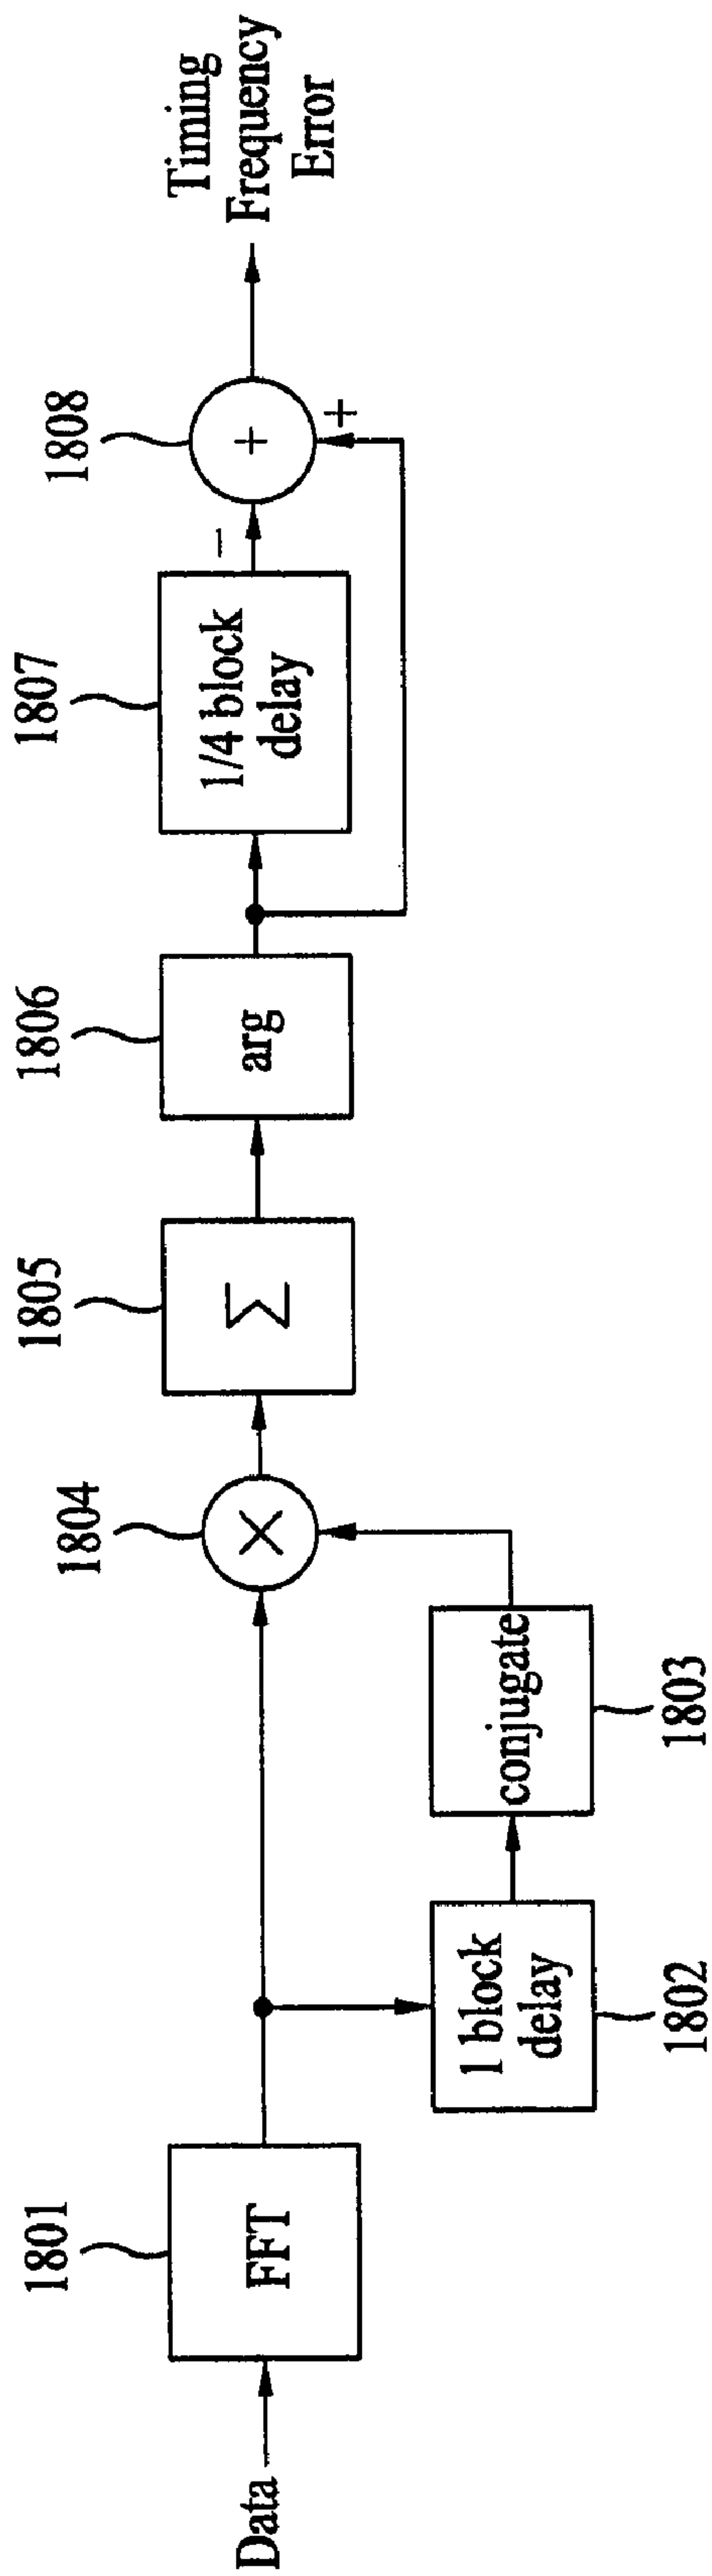 Data
1801
FFT
1 block
delay
1802
conjugate
1803
1804
×
1805
Σ
1806
arg
1807
1/4 block
delay
−
1808
+
+
Timing
Frequency
Error